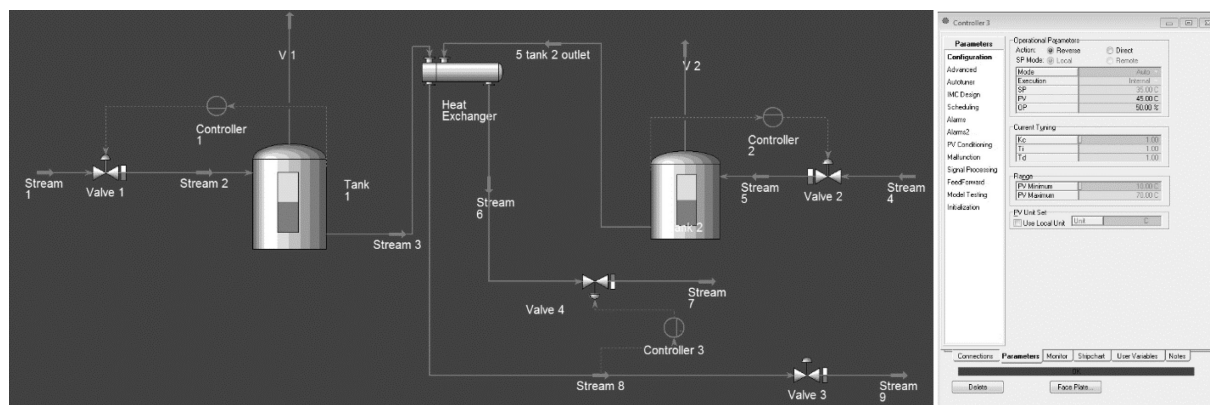 V 1
5 tank 2 outlet
V 2
Heat
Exchanger
Controller
1
Controller
2
Stream
1
Valve 1
Stream 2
Tank
1
Stream
6
Stream
5
Valve 2
Stream
4
Tank 2
Stream 3
Valve 4
Stream
7
Controller 3
Stream 8
Valve 3
Stream
9
Controller 3
Parameters
Configuration
Advanced
Autotuner
IMC Design
Scheduling
Alarms
Alarms2
PV Conditioning
Malfunction
Signal Processing
FeedForward
Model Testing
Initialization
Operational Parameters
Action: Reverse Direct
SP Mode: Local Remote
Mode Auto
Execution Internal
SP 35.00 C
PV 45.00 C
OP 50.00 %
Current Tuning
Kc 1.00
Ti 1.00
Td 1.00
Range
PV Minimum 10.00 C
PV Maximum 70.00 C
PV Unit Set
Use Local Unit Unit C
Connections Parameters Monitor Stripchart User Variables Notes
OK
Delete Face Plate...